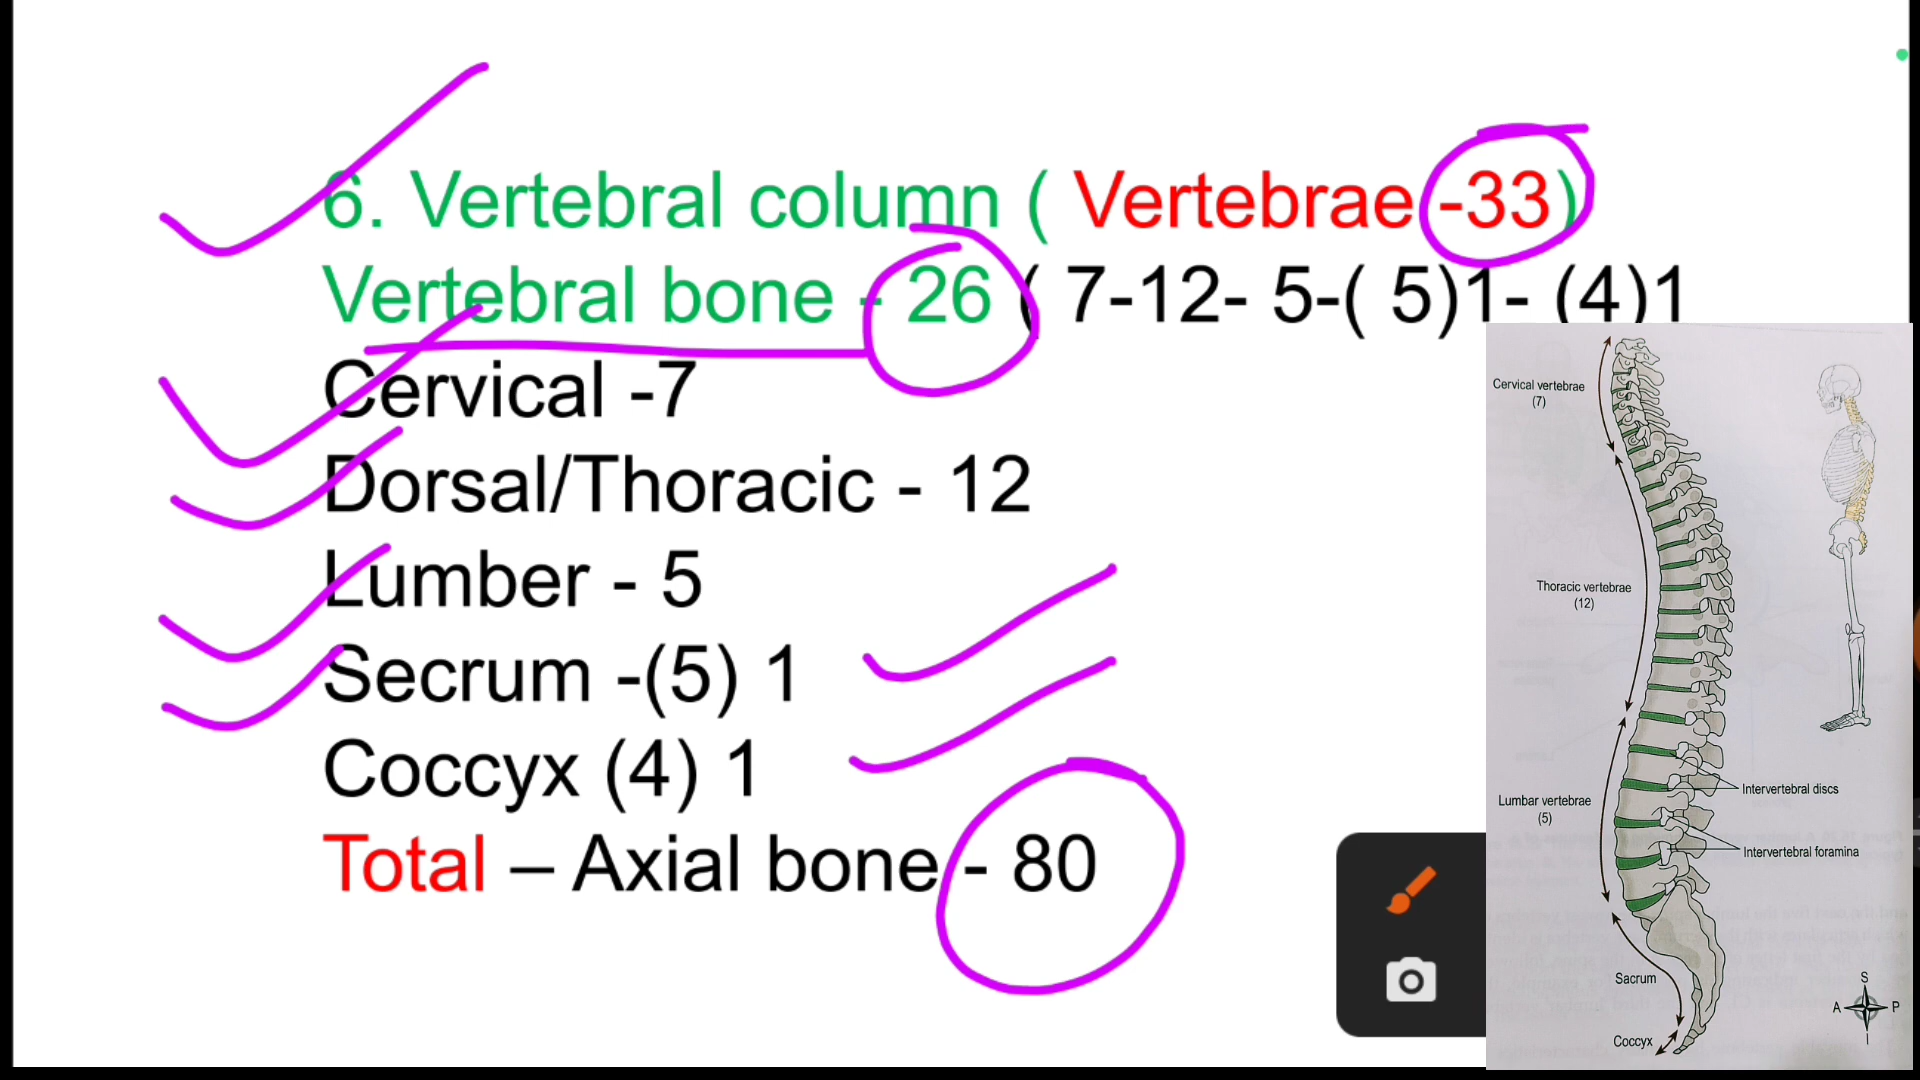 6. Vertebral column ( Vertebrae -33)
Vertebral bone - 26 ( 7-12- 5-( 5)1- (4)1
Cervical -7
Dorsal/Thoracic - 12
Lumber - 5
Secrum -(5) 1
Coccyx (4) 1
Total – Axial bone - 80
Cervical vertebrae
(7)
Thoracic vertebrae
(12)
Lumbar vertebrae
(5)
Intervertebral discs
Intervertebral foramina
Sacrum
Coccyx
S
A P
I